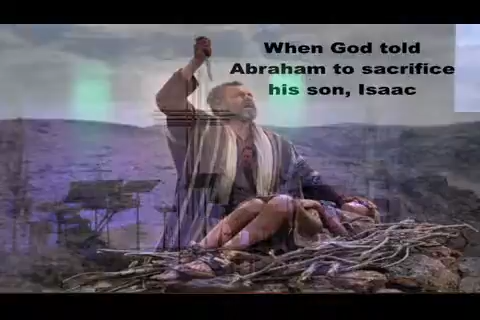 When God told
Abraham to sacrifice
his son, Isaac